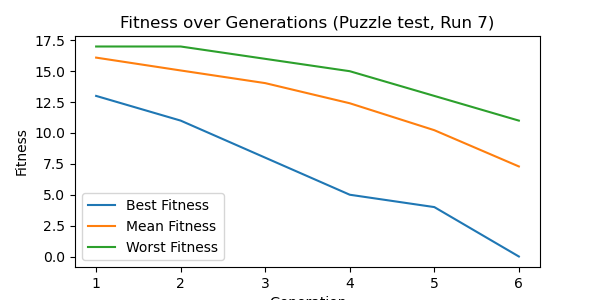 Fitness over Generations (Puzzle test, Run 7)
17.5
15.0
12.5
10.0
7.5
5.0
2.5
0.0
Fitness
Best Fitness
Mean Fitness
Worst Fitness
1 2 3 4 5 6
Generation